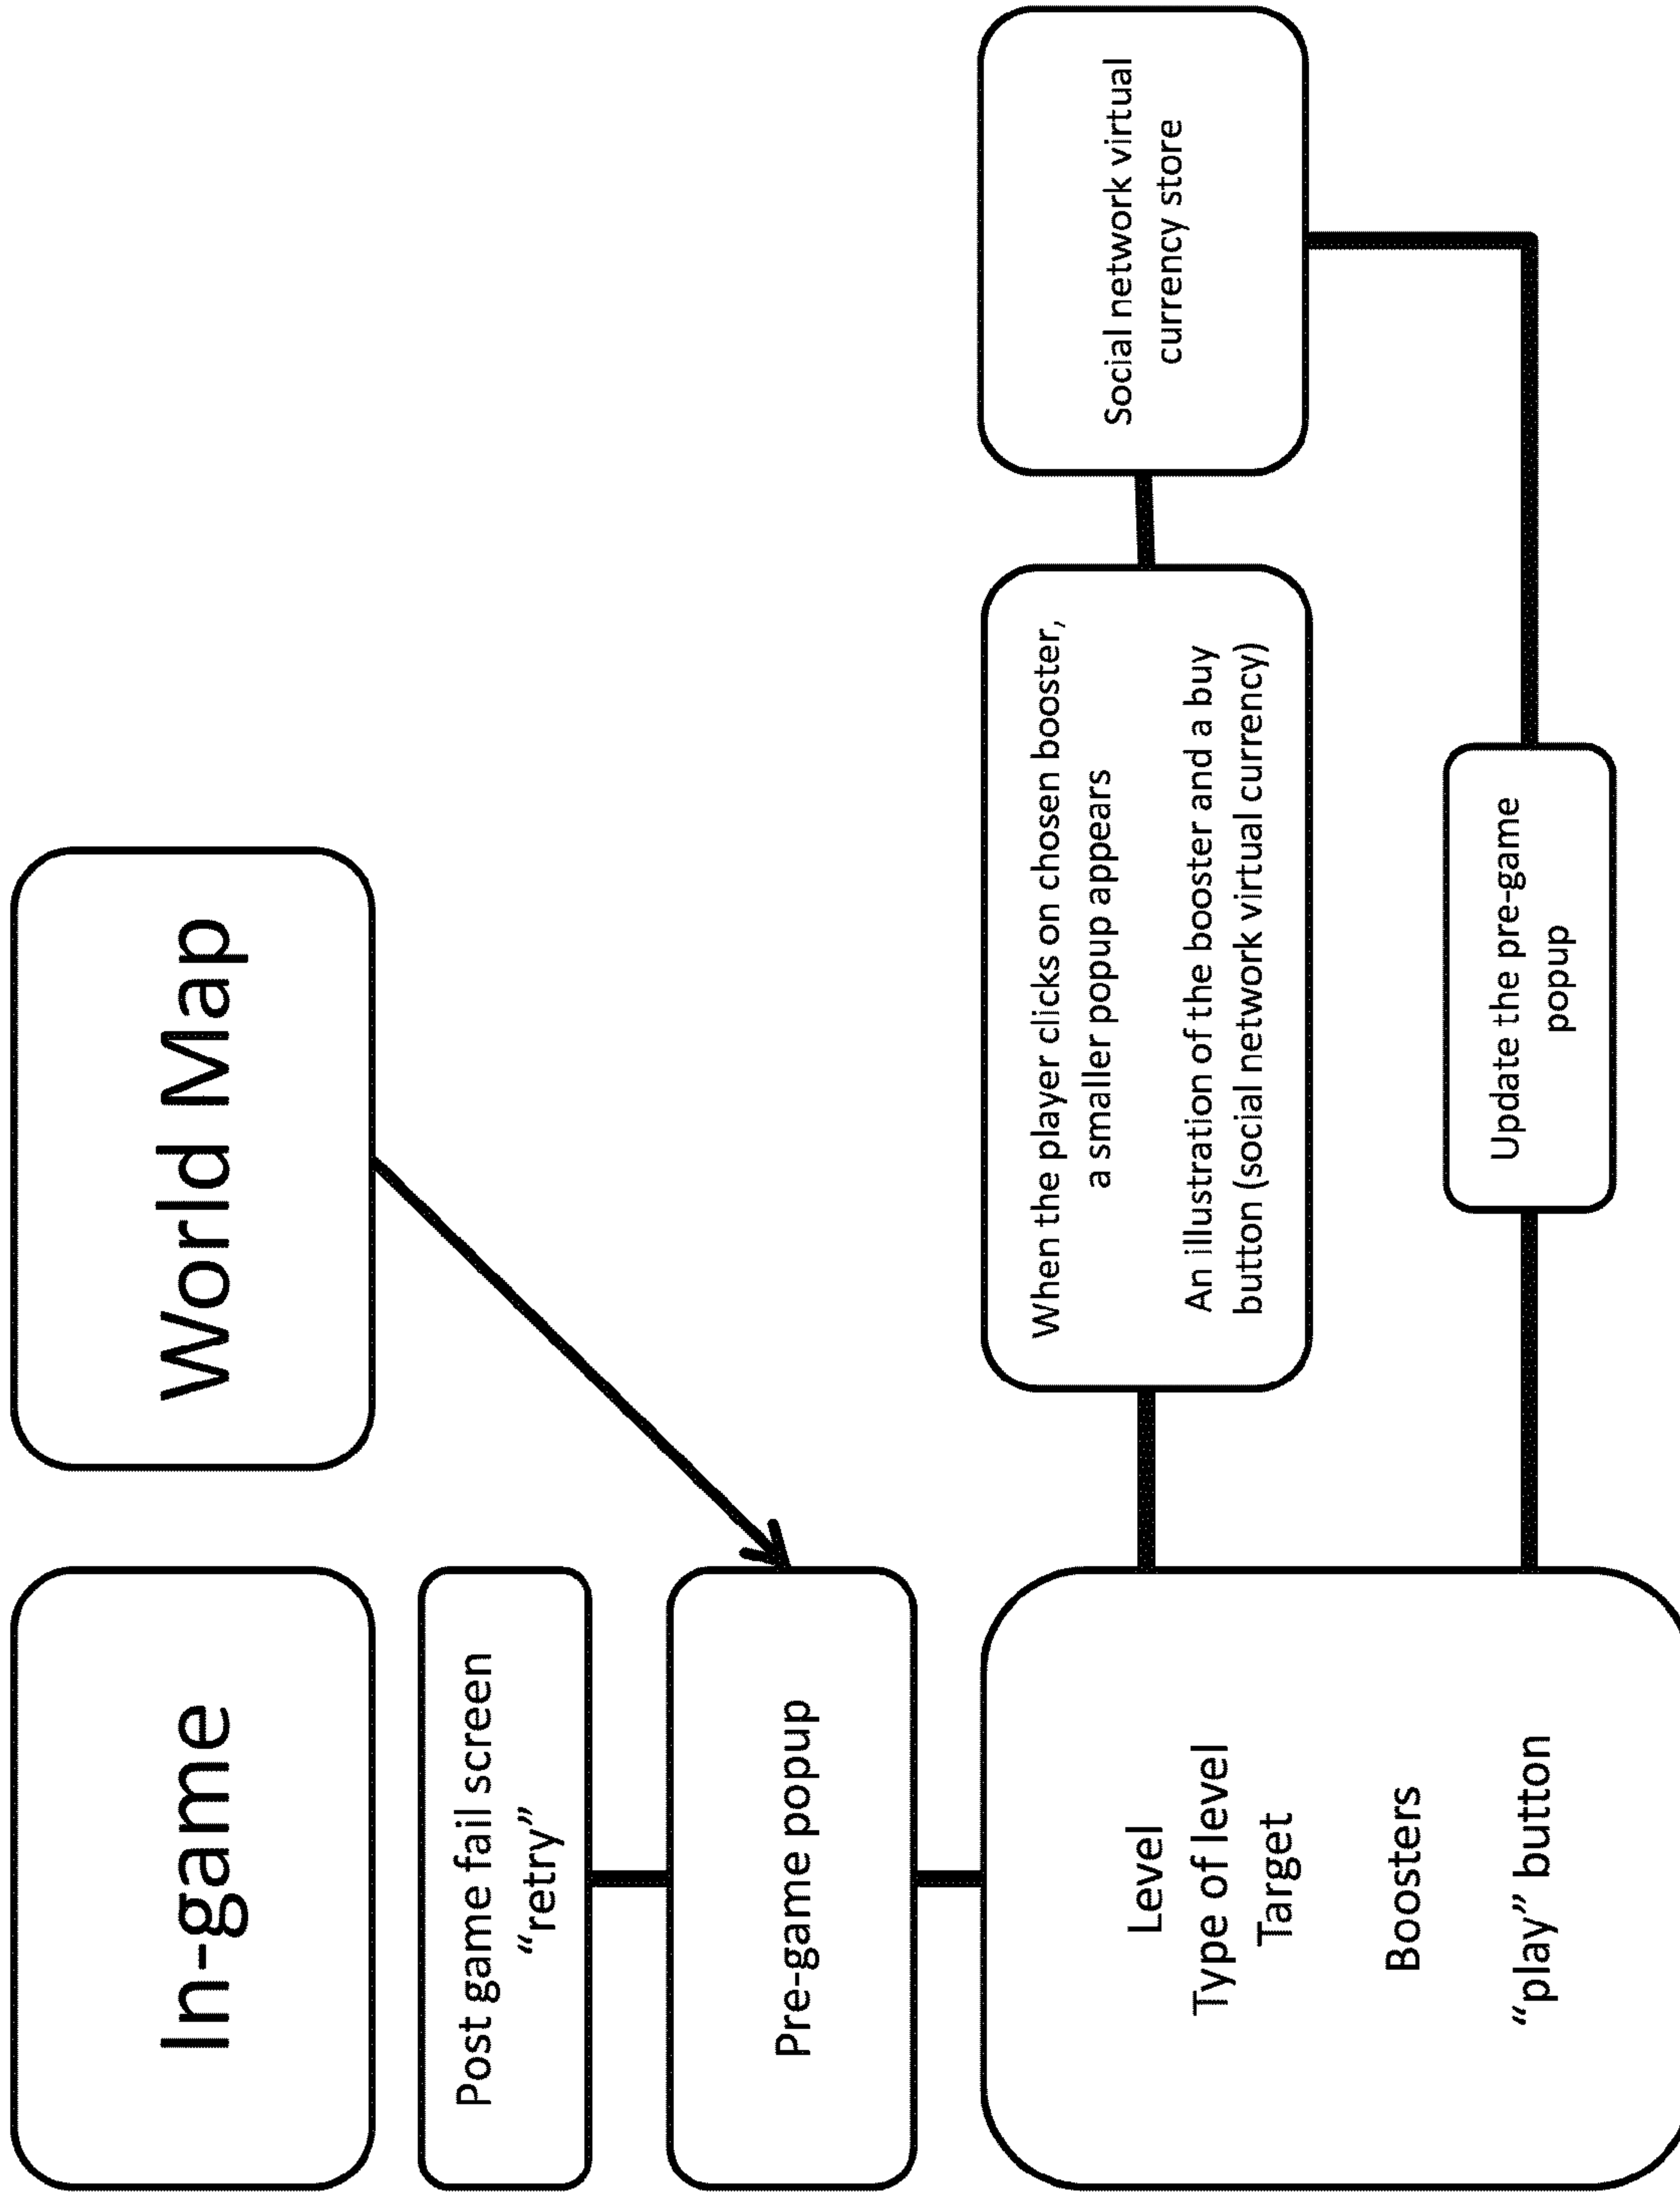 In-game
World Map
Post game fail screen
“retry”
Pre-game popup
Level
Type of level
Target
Boosters
“play” button
When the player clicks on chosen booster,
a smaller popup appears
An illustration of the booster and a buy
button (social network virtual currency)
Social network virtual
currency store
Update the pre-game
popup